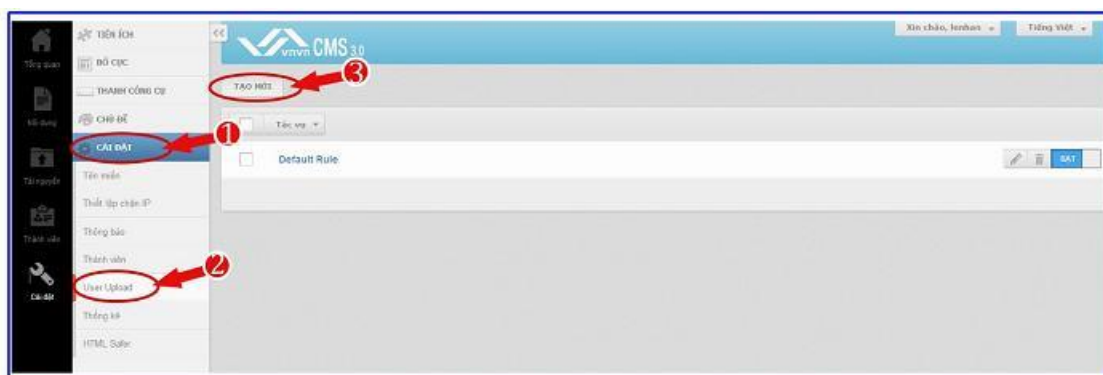 Tổng quan
Nội dung
Tài nguyên
Thành viên
Cài đặt
TIỆN ÍCH
BỐ CỤC
THANH CÔNG CỤ
CHỦ ĐỀ
CÀI ĐẶT
Tên miền
Thiết lập chặn IP
Thông báo
Thành viên
User Upload
Thống kê
HTML Safer
<<
vnvn CMS 3.0
Xin chào, lenhan
Tiếng Việt
TẠO MỚI
Tác vụ
Default Rule
BẬT
1
2
3